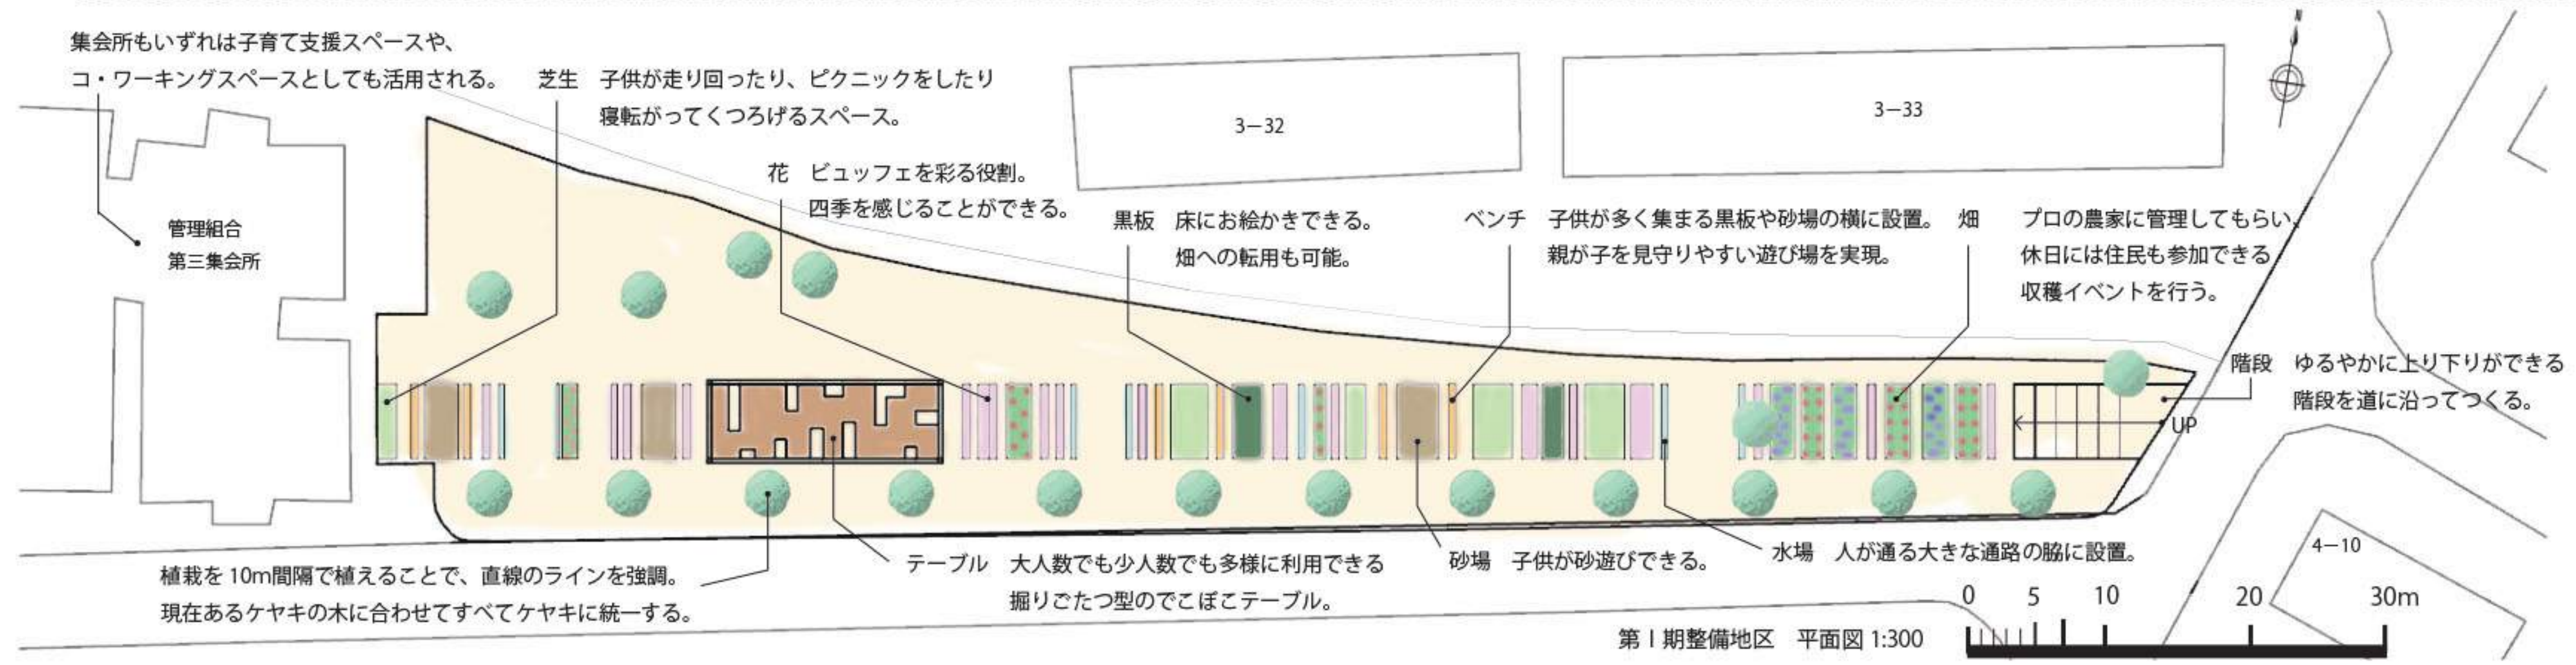 集会所もいずれは子育て支援スペースや、
コ・ワーキングスペースとしても活用される。
芝生 子供が走り回ったり、ピクニックをしたり
寝転がってくつろげるスペース。
3−32
3−33
N
花 ビュッフェを彩る役割。
四季を感じることができる。
黒板 床にお絵かきできる。
畑への転用も可能。
ベンチ 子供が多く集まる黒板や砂場の横に設置。
親が子を見守りやすい遊び場を実現。
畑 プロの農家に管理してもらい、
休日には住民も参加できる
収穫イベントを行う。
管理組合
第三集会所
階段 ゆるやかに上り下りができる
階段を道に沿ってつくる。
UP
植栽を10m間隔で植えることで、直線のラインを強調。
現在あるケヤキの木に合わせてすべてケヤキに統一する。
テーブル 大人数でも少人数でも多様に利用できる
掘りごたつ型のでこぼこテーブル。
砂場 子供が砂遊びできる。
水場 人が通る大きな通路の脇に設置。
4−10
第Ⅰ期整備地区 平面図 1:300
0 5 10 20 30m